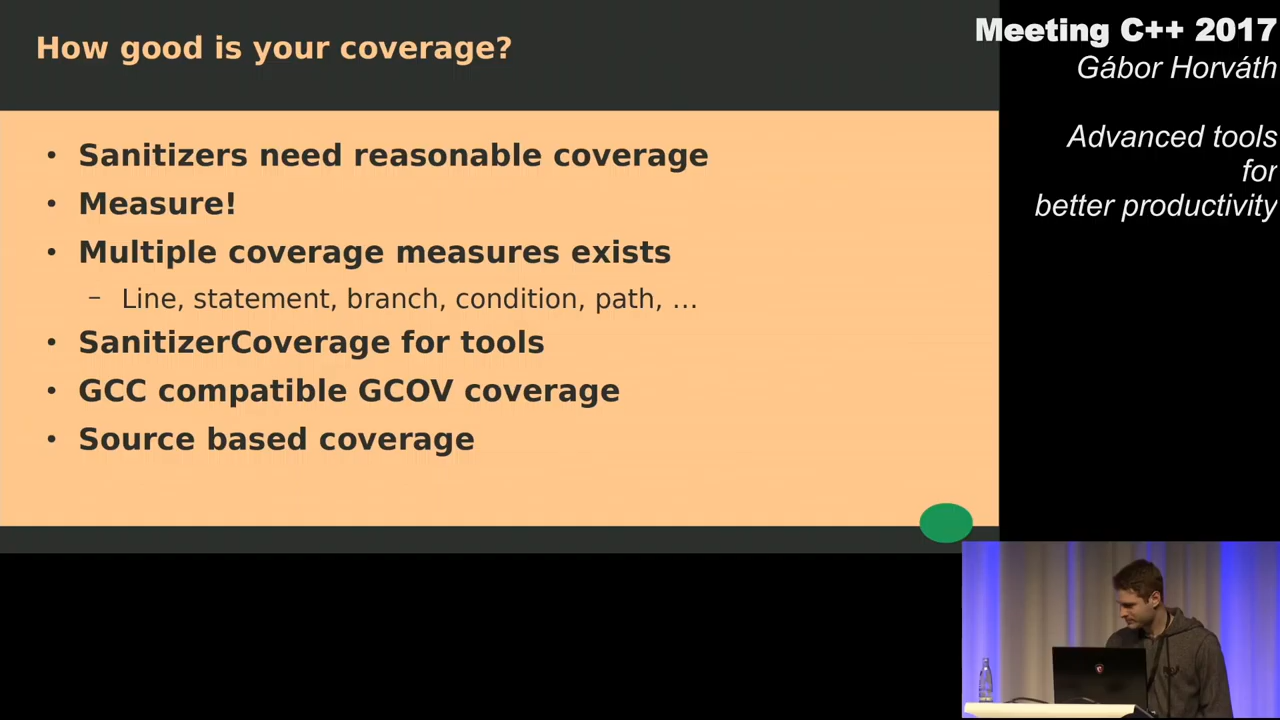 How good is your coverage?
• Sanitizers need reasonable coverage
• Measure!
• Multiple coverage measures exists
– Line, statement, branch, condition, path, …
• SanitizerCoverage for tools
• GCC compatible GCOV coverage
• Source based coverage
Meeting C++ 2017
Gábor Horváth
Advanced tools
for
better productivity